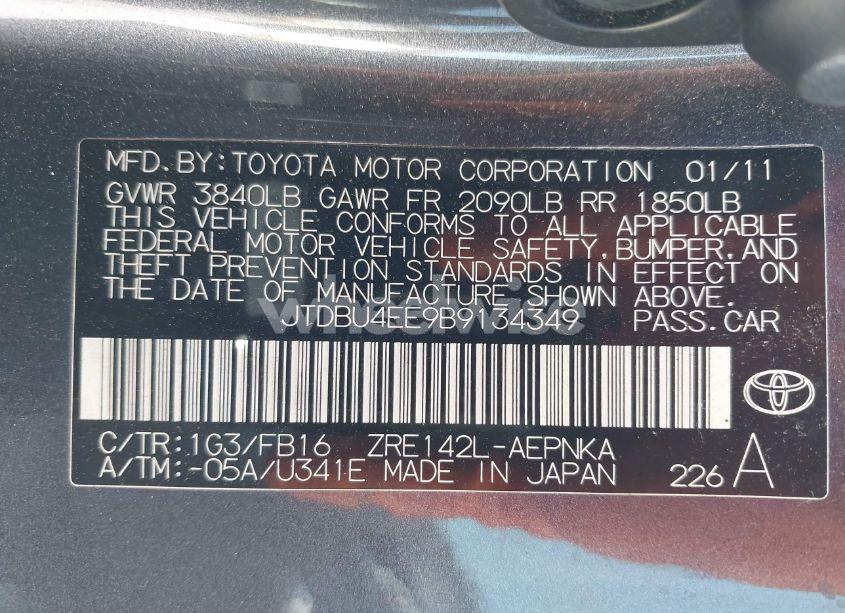 MFD.BY:TOYOTA MOTOR CORPORATION 01/11
GVWR 3840LB GAWR FR 2090LB RR 1850LB
THIS VEHICLE CONFORMS TO ALL APPLICABLE
FEDERAL MOTOR VEHICLE SAFETY,BUMPER,AND
THEFT PREVENTION STANDARDS IN EFFECT ON
THE DATE OF MANUFACTURE SHOWN ABOVE.
JTDBU4EE9B9134349 PASS.CAR
C/TR:1G3/FB16 ZRE142L-AEPNKA
A/TM:-05A/U341E MADE IN JAPAN 226 A